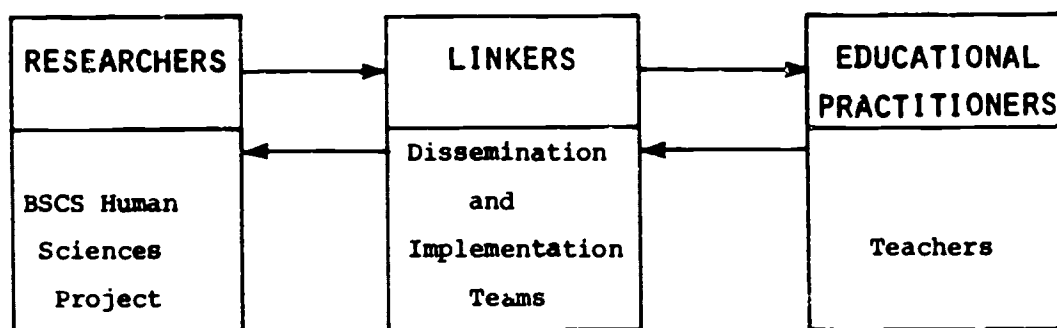 RESEARCHERS
BSCS Human
Sciences
Project
LINKERS
Dissemination
and
Implementation
Teams
EDUCATIONAL
PRACTITIONERS
Teachers